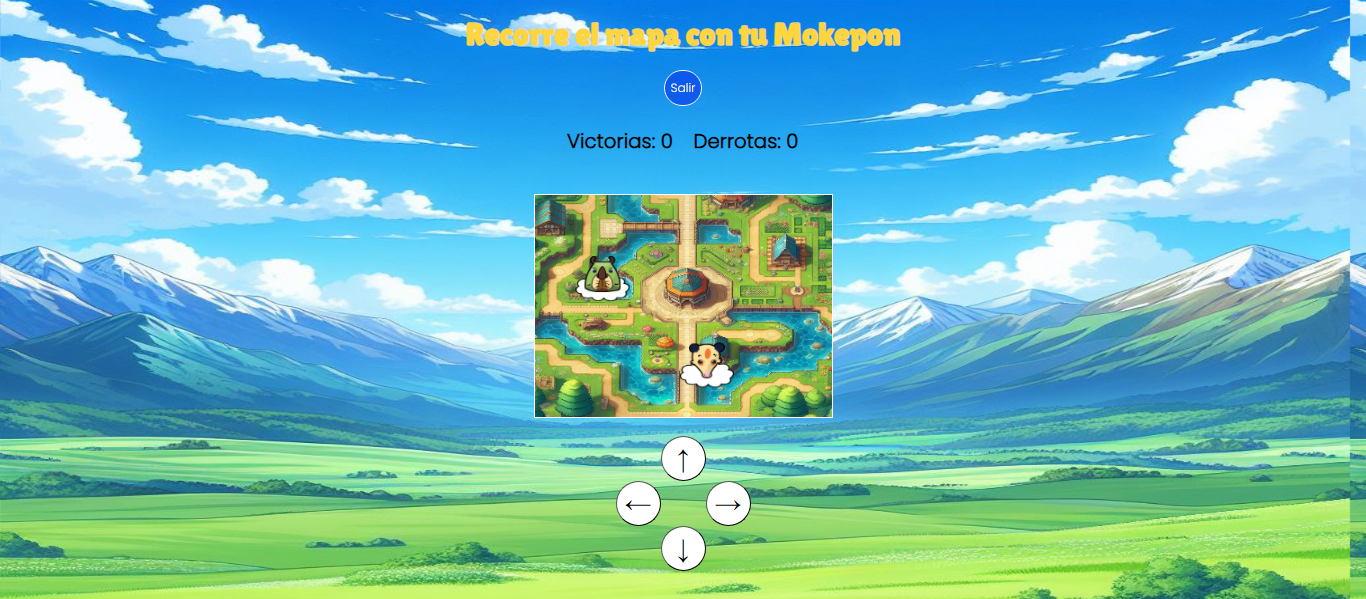 Recorre el mapa con tu Mokepon
Salir
Victorias: 0 Derrotas: 0
↑
← →
↓